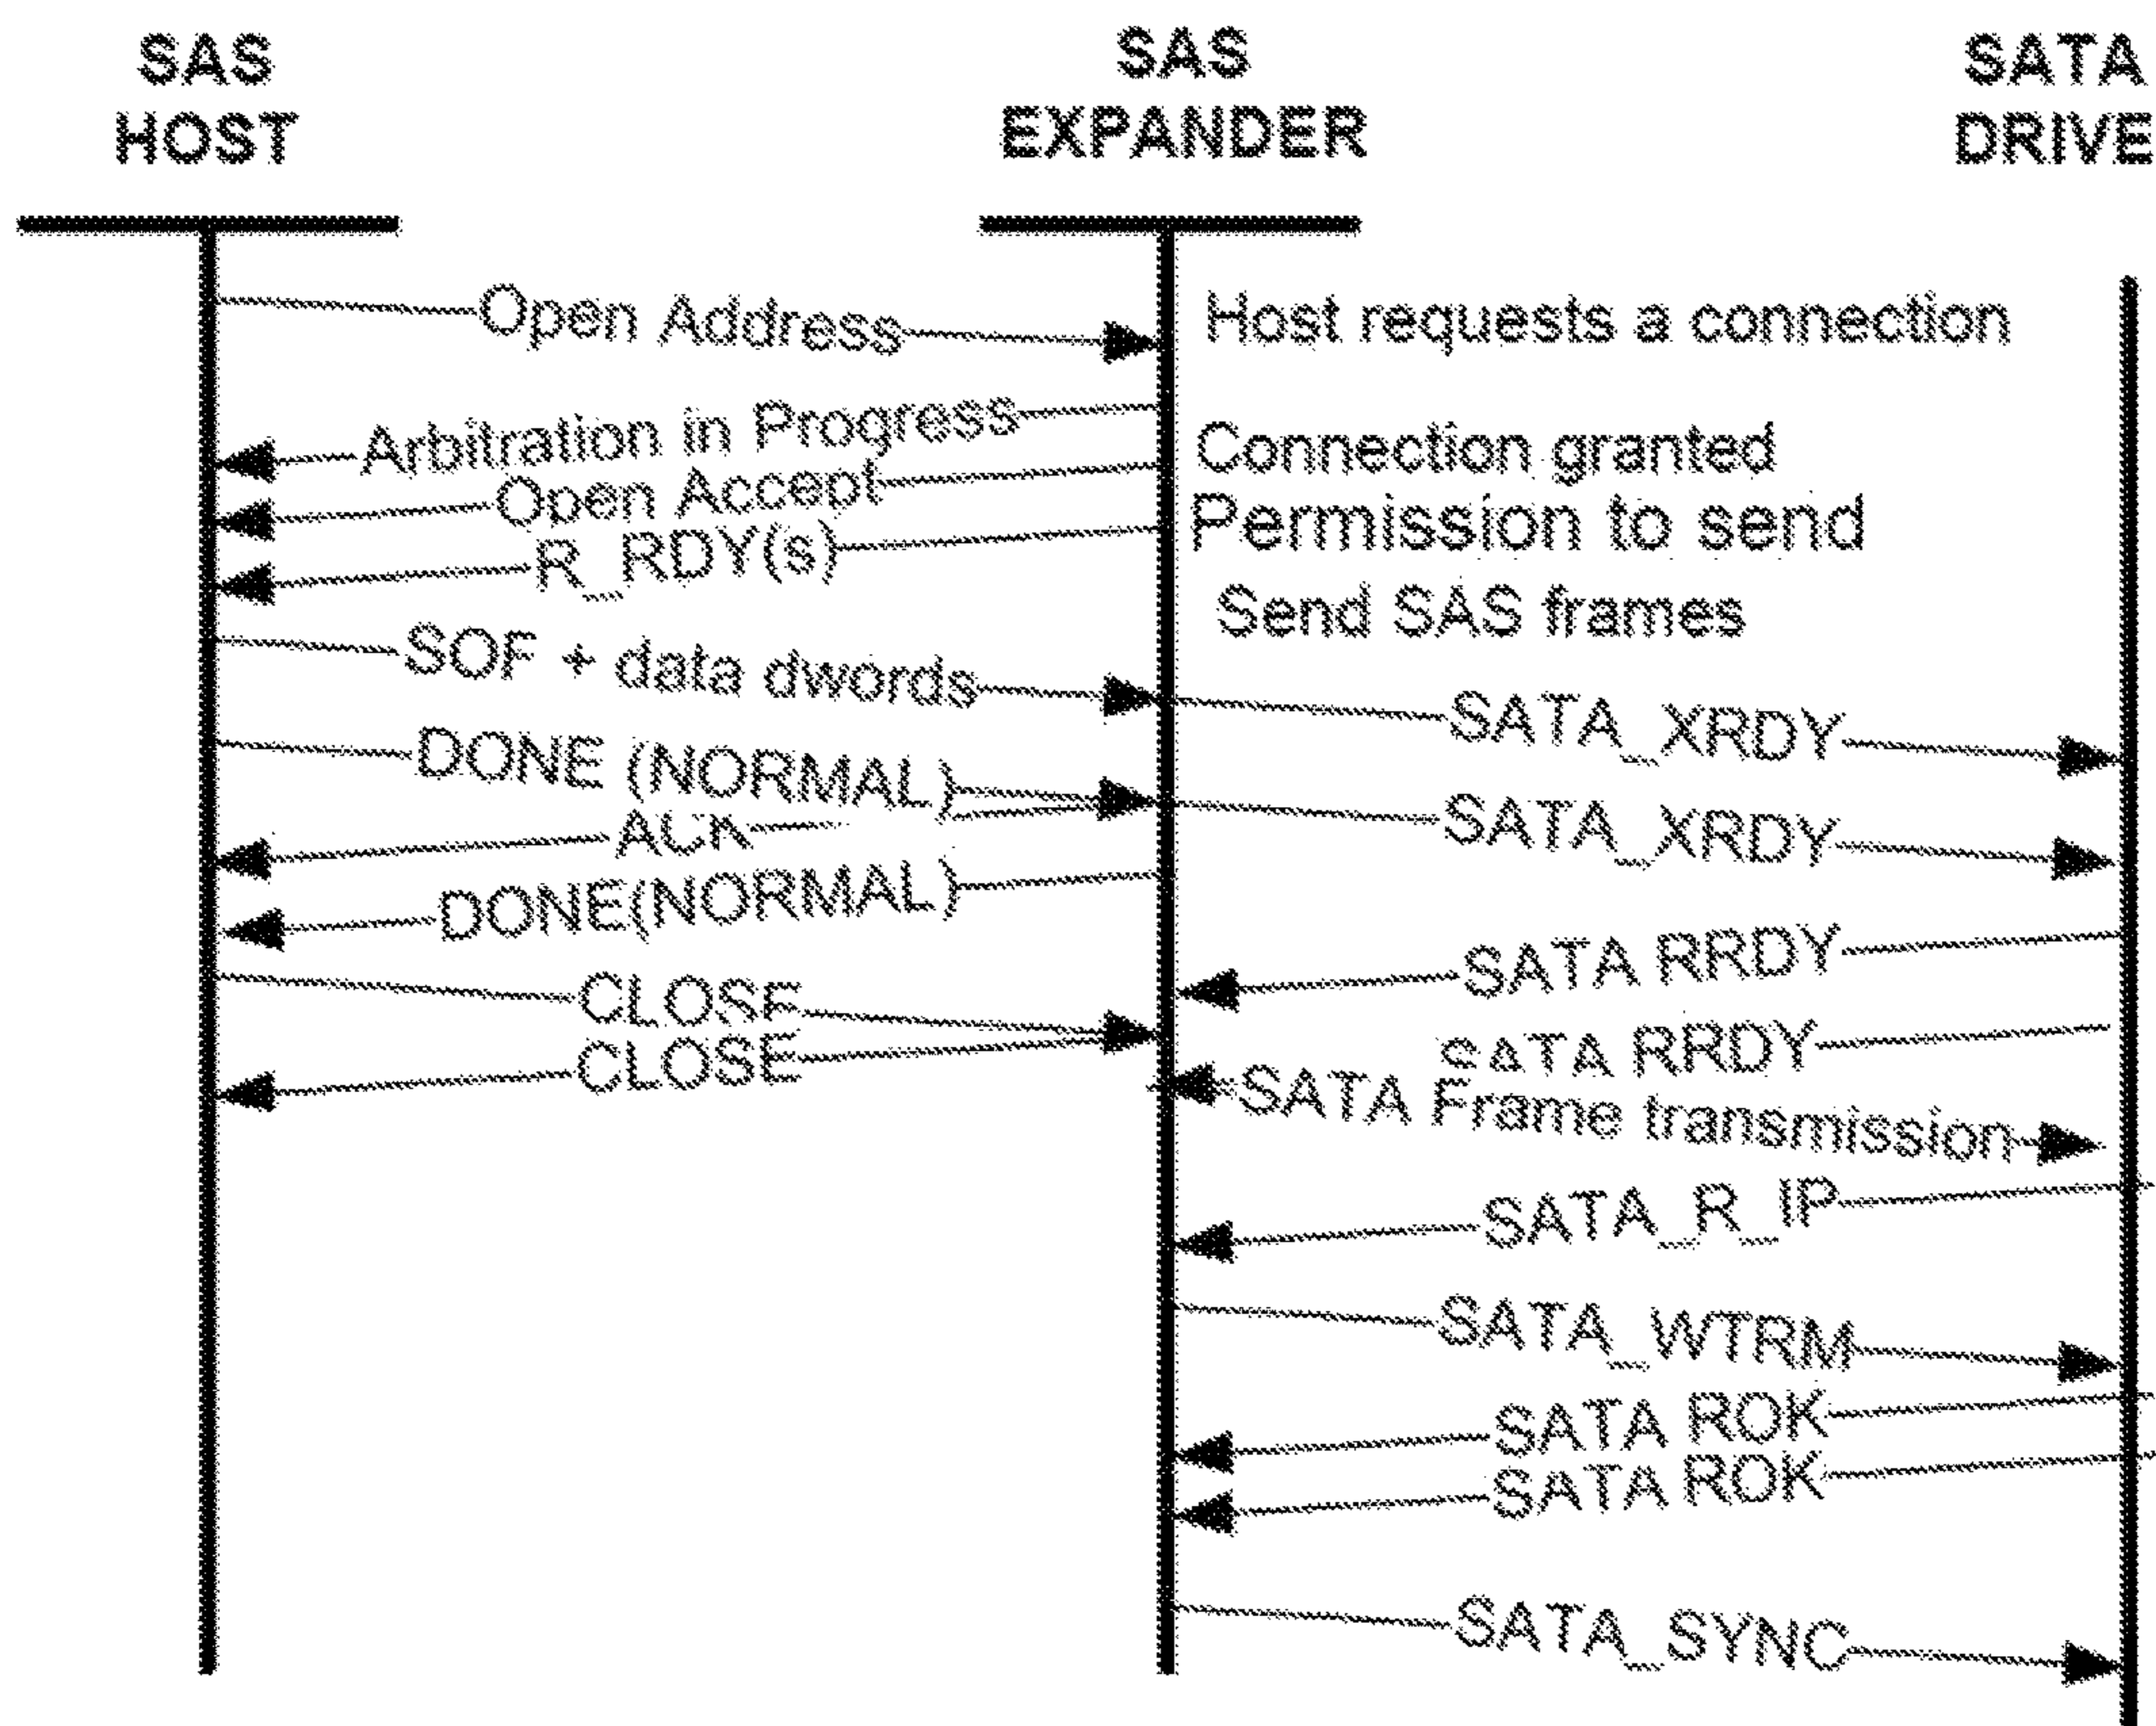 SAS
HOST
SAS
EXPANDER
SATA
DRIVE
Open Address
Host requests a connection
Arbitration in Progress
Connection granted
Open Accept
Permission to send
R_RDY(s)
Send SAS frames
SOF + data dwords
SATA_XRDY
DONE (NORMAL)
SATA_XRDY
ACK
DONE(NORMAL)
SATA RRDY
CLOSE
SATA RRDY
CLOSE
SATA Frame transmission
SATA_R_IP
SATA_WTRM
SATA ROK
SATA ROK
SATA_SYNC